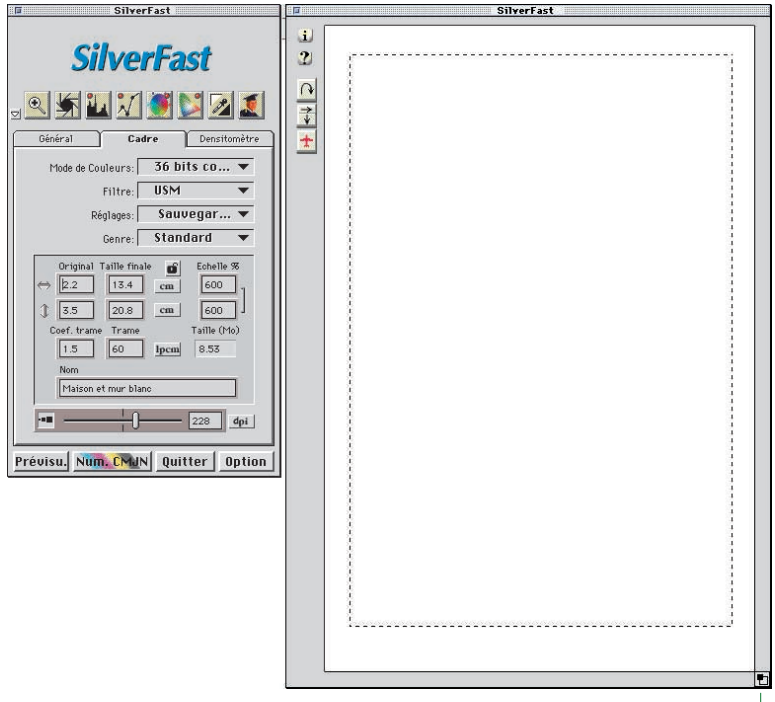 SilverFast
SilverFast
Général Cadre Densitomètre
Mode de Couleurs: 36 bits co...
Filtre: USM
Réglages: Sauvegar...
Genre: Standard
Original Taille finale Echelle %
2.2 13.4 cm 600
3.5 20.8 cm 600
Coef. trame Trame Taille (Mo)
1.5 60 lpcm 8.53
Nom
Maison et mur blanc
228 dpi
Prévisu. Num. CMJN Quitter Option
SilverFast
i
?